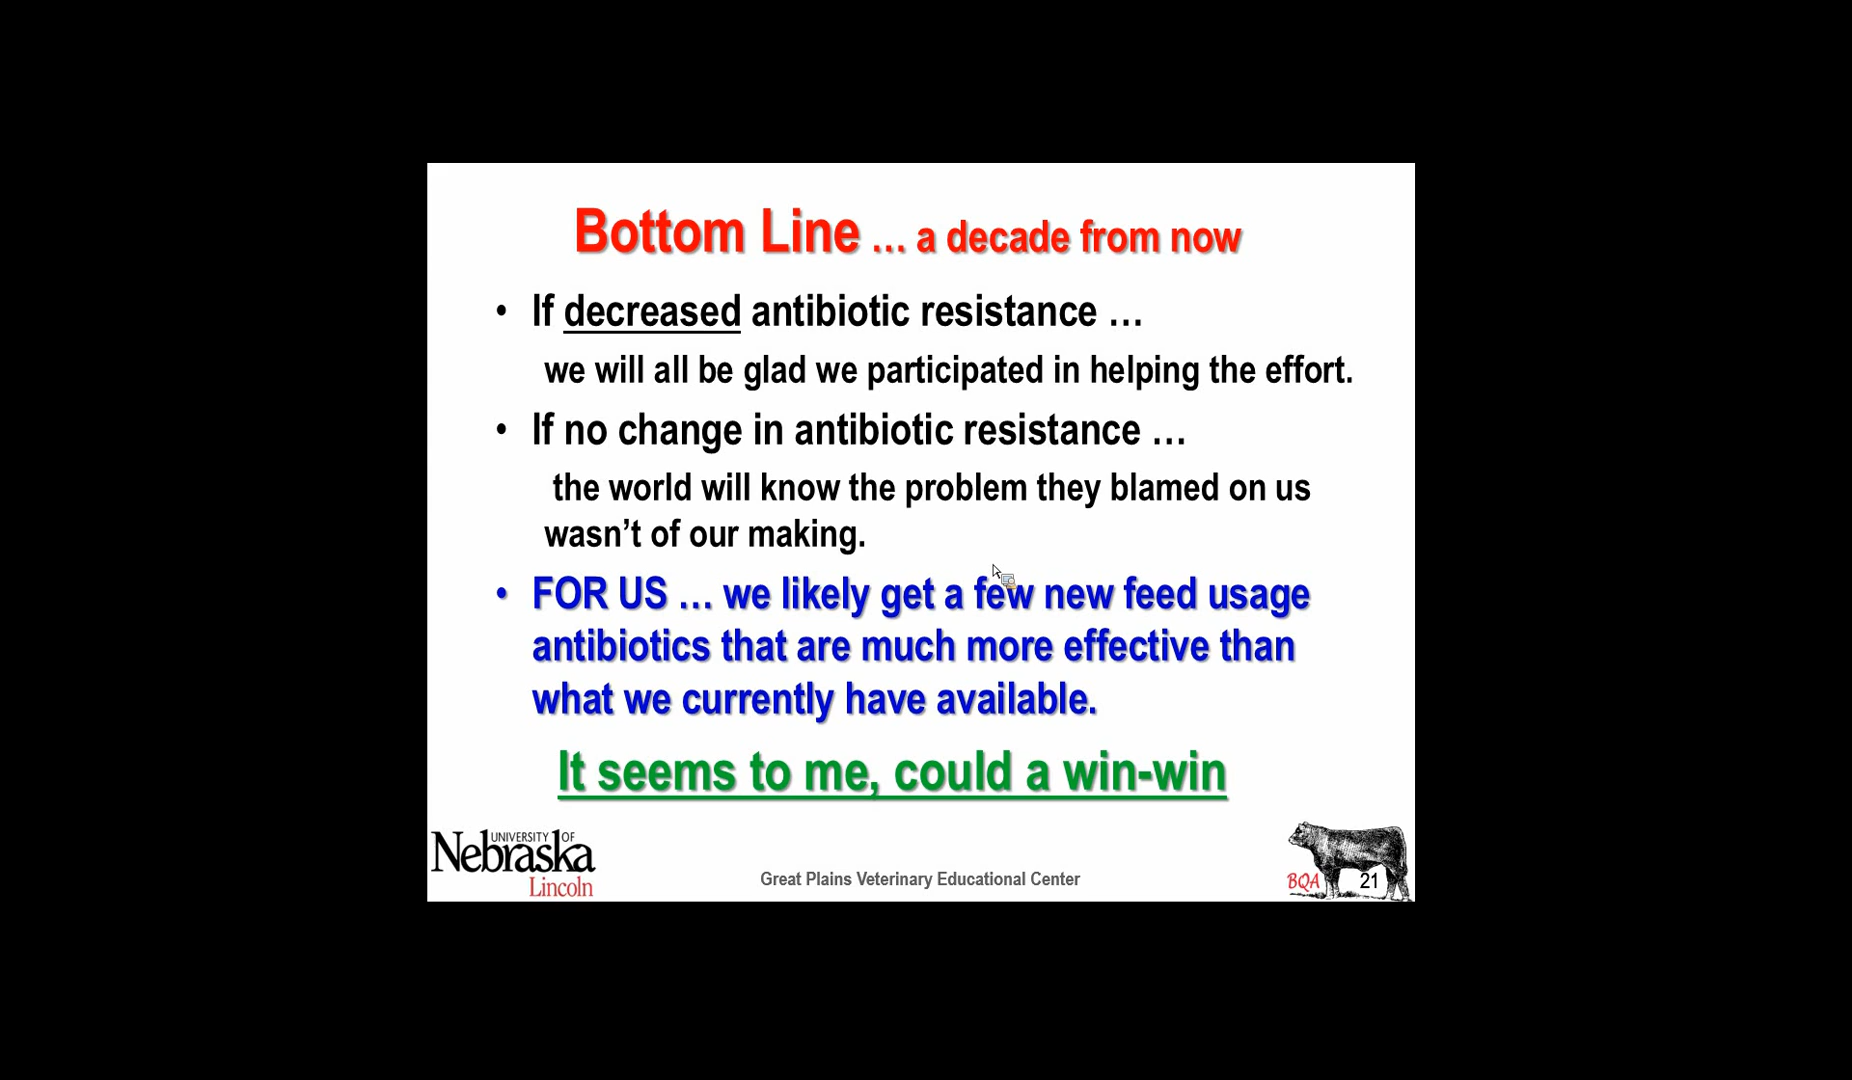 Bottom Line … a decade from now
• If decreased antibiotic resistance …
we will all be glad we participated in helping the effort.
• If no change in antibiotic resistance …
the world will know the problem they blamed on us
wasn’t of our making.
• FOR US … we likely get a few new feed usage
antibiotics that are much more effective than
what we currently have available.
It seems to me, could a win-win
UNIVERSITY OF
Nebraska
Lincoln
Great Plains Veterinary Educational Center
BQA
21